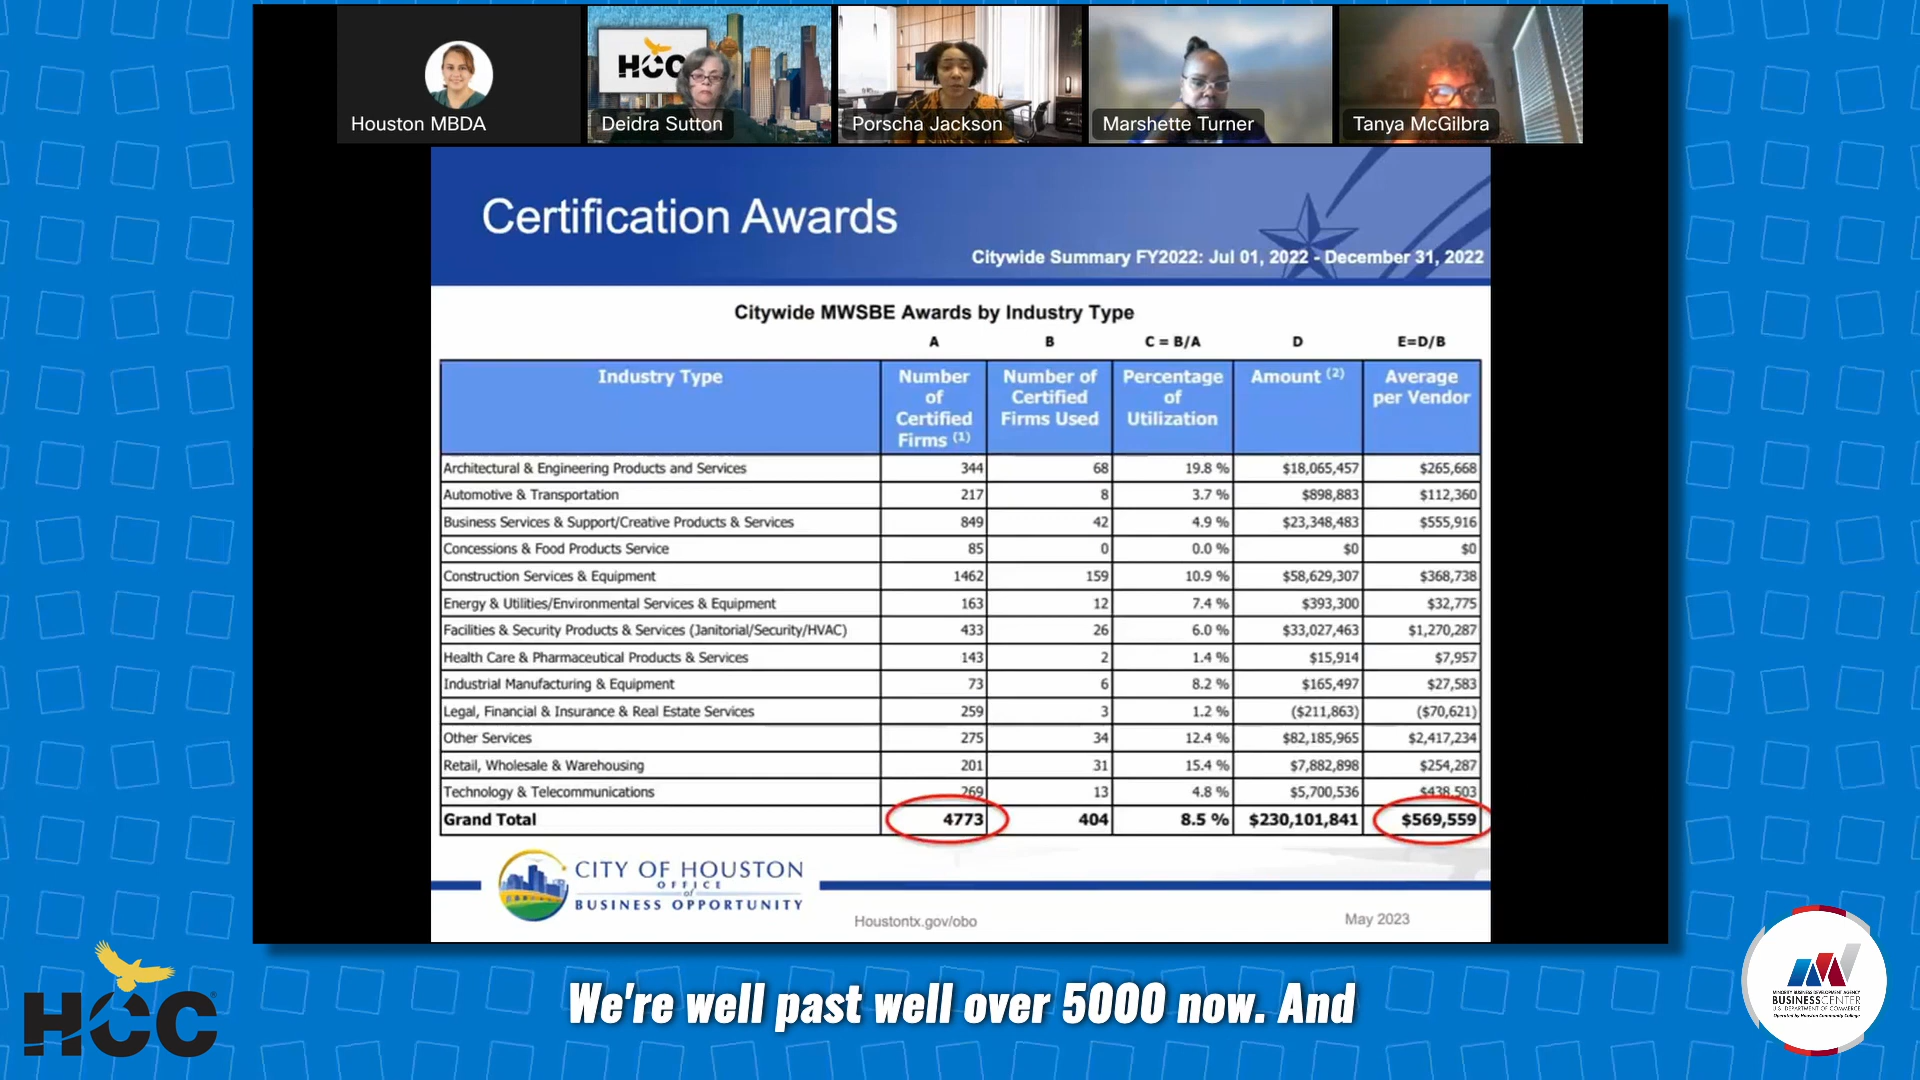 Houston MBDA
HCC
Deidra Sutton
Porscha Jackson
Marshette Turner
Tanya McGilbra
Certification Awards
Citywide Summary FY2022: Jul 01, 2022 - December 31, 2022
Citywide MWSBE Awards by Industry Type
A B C = B/A D E=D/B
Industry Type Number of Certified Firms (1) Number of Certified Firms Used Percentage of Utilization Amount (2) Average per Vendor
Architectural & Engineering Products and Services 344 68 19.8 % $18,065,457 $265,668
Automotive & Transportation 217 8 3.7 % $898,883 $112,360
Business Services & Support/Creative Products & Services 849 42 4.9 % $23,348,483 $555,916
Concessions & Food Products Service 85 0 0.0 % $0 $0
Construction Services & Equipment 1462 159 10.9 % $58,629,307 $368,738
Energy & Utilities/Environmental Services & Equipment 163 12 7.4 % $393,300 $32,775
Facilities & Security Products & Services (Janitorial/Security/HVAC) 433 26 6.0 % $33,027,463 $1,270,287
Health Care & Pharmaceutical Products & Services 143 2 1.4 % $15,914 $7,957
Industrial Manufacturing & Equipment 73 6 8.2 % $165,497 $27,583
Legal, Financial & Insurance & Real Estate Services 259 3 1.2 % ($211,863) ($70,621)
Other Services 275 34 12.4 % $82,185,965 $2,417,234
Retail, Wholesale & Warehousing 201 31 15.4 % $7,882,898 $254,287
Technology & Telecommunications 269 13 4.8 % $5,700,536 $438,503
Grand Total 4773 404 8.5 % $230,101,841 $569,559
CITY OF HOUSTON
OFFICE
of
BUSINESS OPPORTUNITY
Houstontx.gov/obo
May 2023
HCC
We're well past well over 5000 now. And
MINORITY BUSINESS DEVELOPMENT AGENCY
BUSINESS CENTER
U.S. DEPARTMENT OF COMMERCE
Operated by Houston Community College